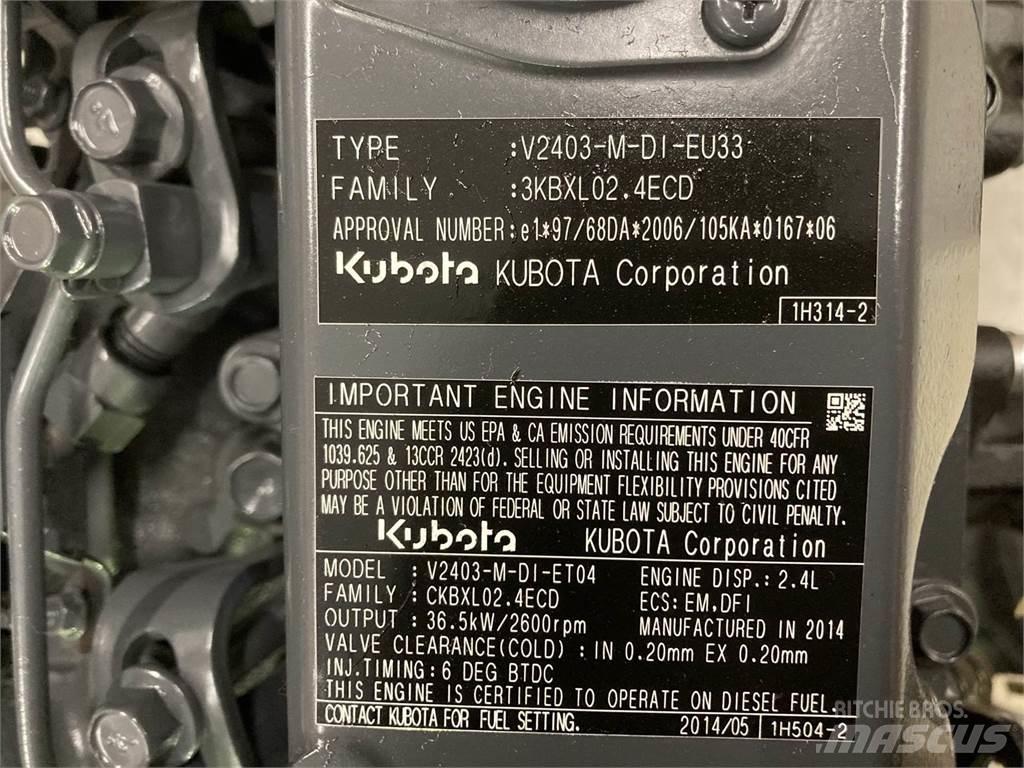 TYPE :V2403-M-DI-EU33
FAMILY :3KBXL02.4ECD
APPROVAL NUMBER:e1*97/68DA*2006/105KA*0167*06
Kubota KUBOTA Corporation
1H314-2
IMPORTANT ENGINE INFORMATION
THIS ENGINE MEETS US EPA & CA EMISSION REQUIREMENTS UNDER 40CFR
1039.625 & 13CCR 2423(d). SELLING OR INSTALLING THIS ENGINE FOR ANY
PURPOSE OTHER THAN FOR THE EQUIPMENT FLEXIBILITY PROVISIONS CITED
MAY BE A VIOLATION OF FEDERAL OR STATE LAW SUBJECT TO CIVIL PENALTY.
Kubota KUBOTA Corporation
MODEL : V2403-M-DI-ET04 ENGINE DISP.: 2.4L
FAMILY : CKBXL02.4ECD ECS: EM,DFI
OUTPUT : 36.5kW/2600rpm MANUFACTURED IN 2014
VALVE CLEARANCE(COLD) : IN 0.20mm EX 0.20mm
INJ.TIMING: 6 DEG BTDC
THIS ENGINE IS CERTIFIED TO OPERATE ON DIESEL FUEL.
CONTACT KUBOTA FOR FUEL SETTING. 2014/05 1H504-2
RITCHIE BROS.
MASCUS